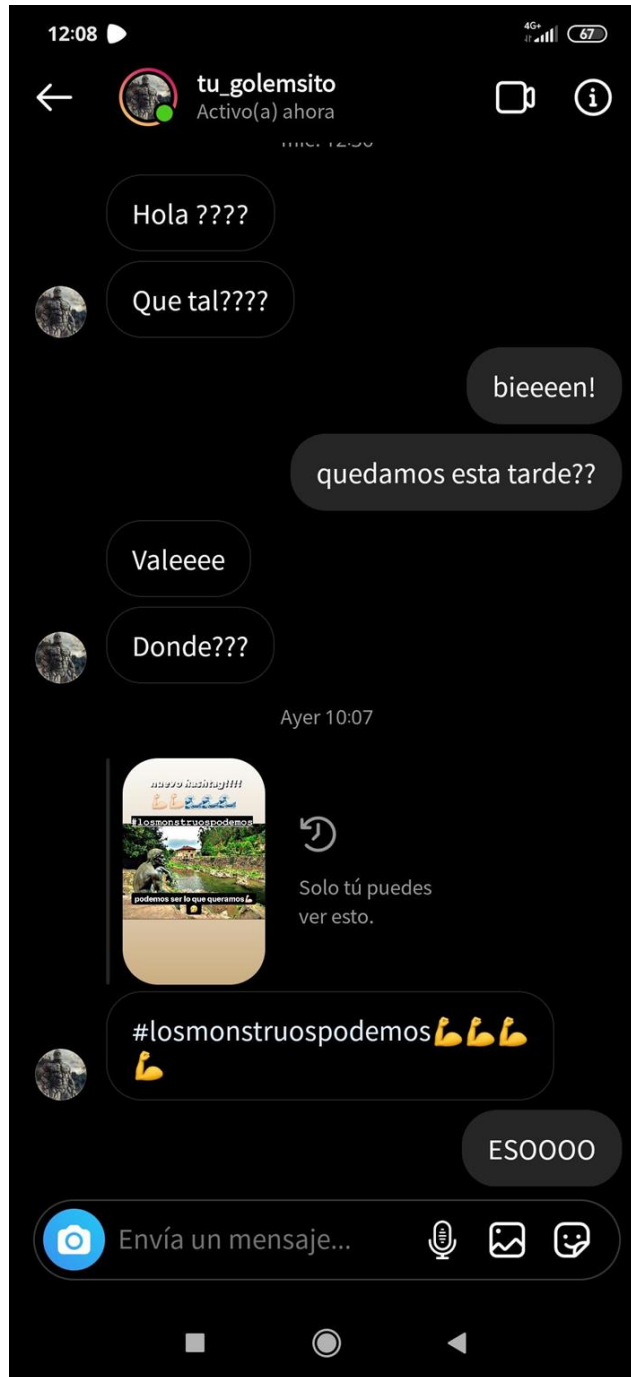 12:08
4G+
67
tu_golemsito
Activo(a) ahora
Hola ????
Que tal????
bieeeen!
quedamos esta tarde??
Valeeee
Donde???
Ayer 10:07
nuevo hashtag!!!!
#losmonstruospodemos
podemos ser lo que queramos💪
Solo tú puedes
ver esto.
#losmonstruospodemos💪💪💪
💪
ESOOOO
Envía un mensaje...